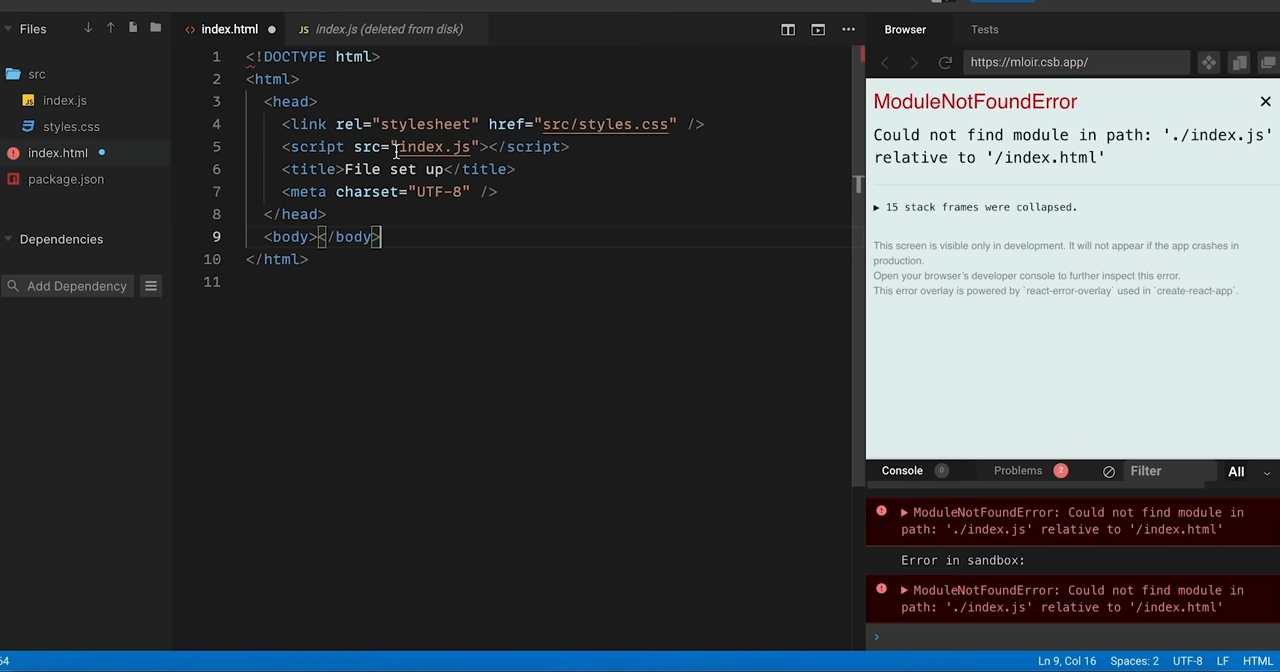 Files
index.html
JS index.js (deleted from disk)
src
index.js
styles.css
index.html
package.json
Dependencies
Add Dependency
1 <!DOCTYPE html>
2 <html>
3 <head>
4 <link rel="stylesheet" href="src/styles.css" />
5 <script src="index.js"></script>
6 <title>File set up</title>
7 <meta charset="UTF-8" />
8 </head>
9 <body></body>
10 </html>
11
Browser Tests
https://mloir.csb.app/
ModuleNotFoundError
Could not find module in path: './index.js'
relative to '/index.html'
15 stack frames were collapsed.
This screen is visible only in development. It will not appear if the app crashes in
production.
Open your browser's developer console to further inspect this error.
This error overlay is powered by `react-error-overlay` used in `create-react-app`.
Console 0 Problems 2 Filter All
ModuleNotFoundError: Could not find module in
path: './index.js' relative to '/index.html'
Error in sandbox:
ModuleNotFoundError: Could not find module in
path: './index.js' relative to '/index.html'
64
Ln 9, Col 16 Spaces: 2 UTF-8 LF HTML